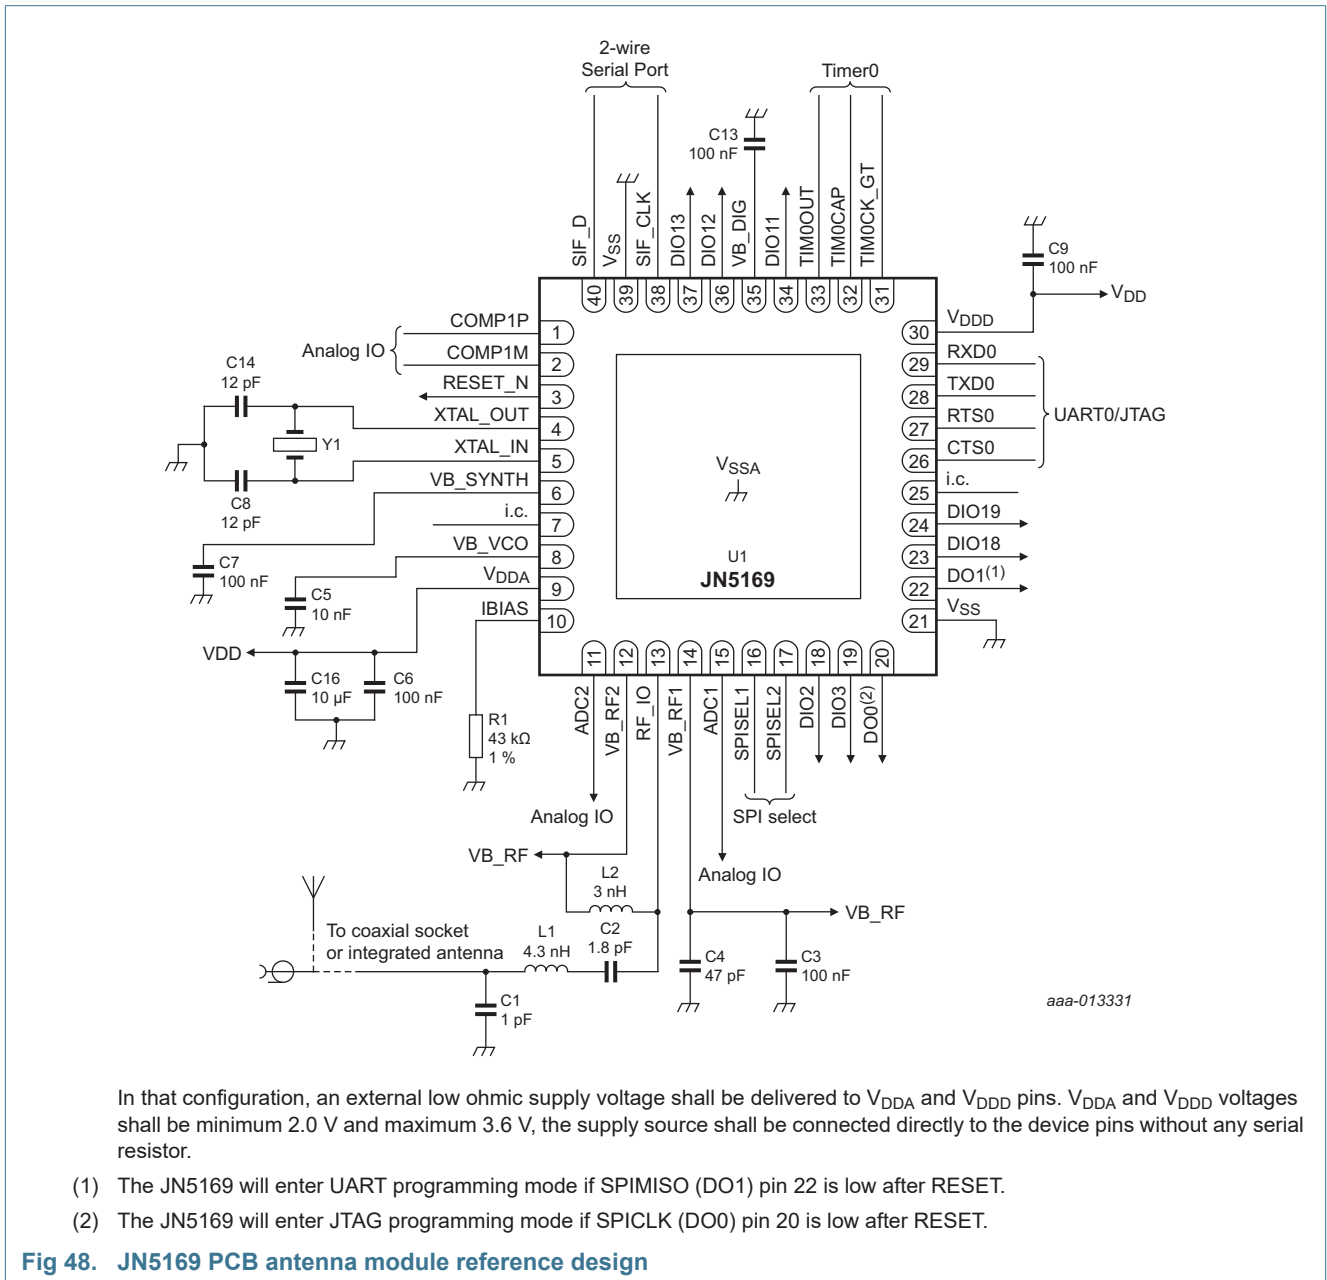 2-wire
Serial Port
Timer0
C13
100 nF
SIF_D
VSS
SIF_CLK
DIO13
DIO12
VB_DIG
DIO11
TIM0OUT
TIM0CAP
TIM0CK_GT
C9
100 nF
VDD
40
39
38
37
36
35
34
33
32
31
Analog IO
COMP1P
1
COMP1M
2
RESET_N
3
C14
12 pF
XTAL_OUT
4
Y1
XTAL_IN
5
C8
12 pF
VB_SYNTH
6
i.c.
7
C7
100 nF
VB_VCO
8
C5
10 nF
VDDA
9
IBIAS
10
VDD
C16
10 µF
C6
100 nF
R1
43 kΩ
1 %
VSSA
U1
JN5169
30
VDDD
29
RXD0
28
TXD0
27
RTS0
26
CTS0
UART0/JTAG
25
i.c.
24
DIO19
23
DIO18
22
DO1(1)
21
VSS
11
12
13
14
15
16
17
18
19
20
ADC2
VB_RF2
RF_IO
VB_RF1
ADC1
SPISEL1
SPISEL2
DIO2
DIO3
DO0(2)
Analog IO
SPI select
VB_RF
Analog IO
L2
3 nH
VB_RF
To coaxial socket
or integrated antenna
L1
4.3 nH
C2
1.8 pF
C4
47 pF
C3
100 nF
C1
1 pF
aaa-013331
In that configuration, an external low ohmic supply voltage shall be delivered to VDDA and VDDD pins. VDDA and VDDD voltages
shall be minimum 2.0 V and maximum 3.6 V, the supply source shall be connected directly to the device pins without any serial
resistor.
(1) The JN5169 will enter UART programming mode if SPIMISO (DO1) pin 22 is low after RESET.
(2) The JN5169 will enter JTAG programming mode if SPICLK (DO0) pin 20 is low after RESET.
Fig 48. JN5169 PCB antenna module reference design